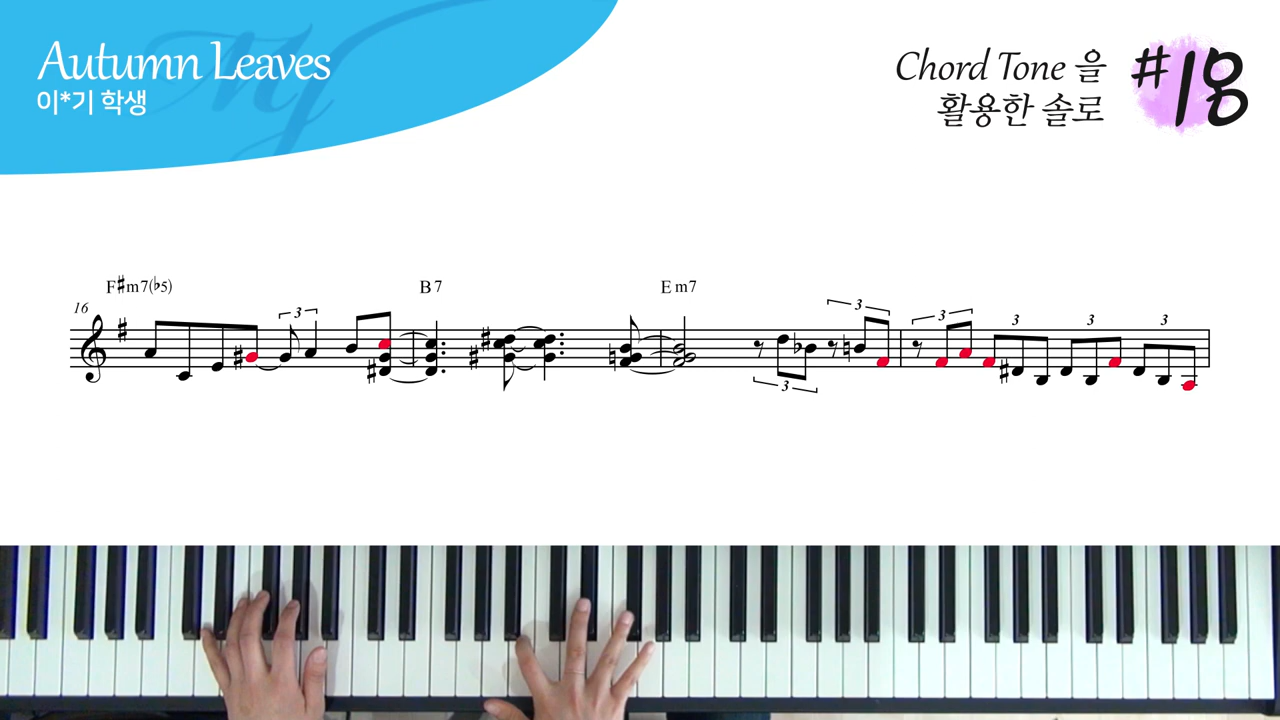 Autumn Leaves
이*기 학생
Chord Tone 을
활용한 솔로
#18
F#m7(b5) B7 Em7
16
3 3 3 3 3 3
3